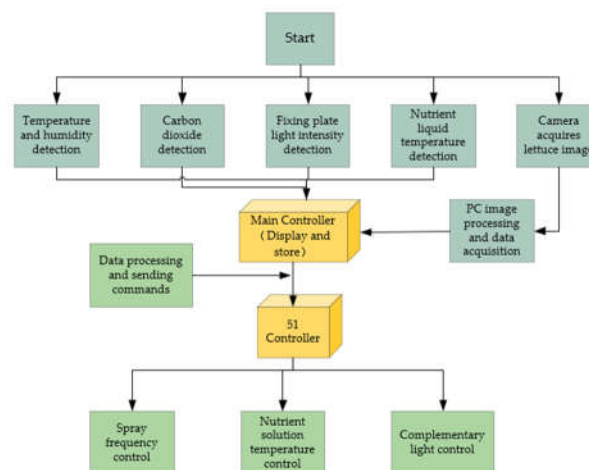 Start
Temperature
and humidity
detection
Carbon
dioxide
detection
Fixing plate
light intensity
detection
Nutrient
liquid
temperature
detection
Camera
acquires
lettuce image
Main Controller
(Display and
store)
PC image
processing
and data
acquisition
Data processing
and sending
commands
51
Controller
Spray
frequency
control
Nutrient
solution
temperature
control
Complementary
light control